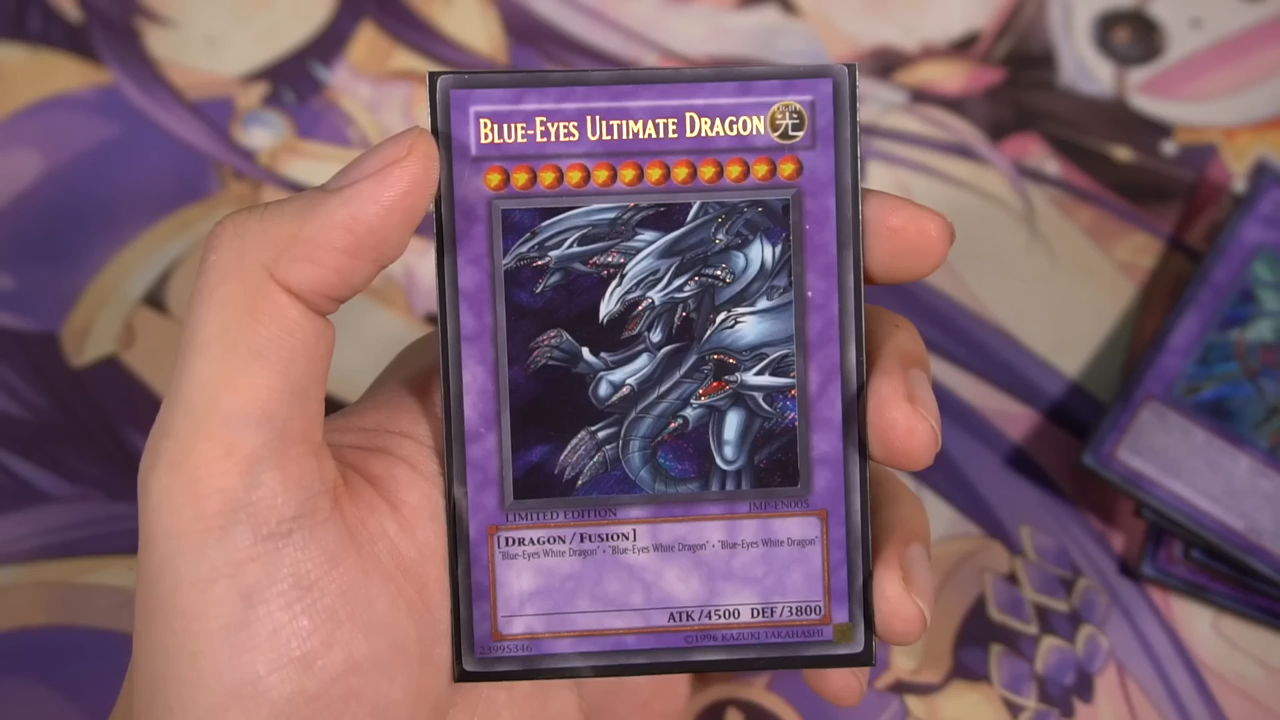 BLUE-EYES ULTIMATE DRAGON
LIGHT
光
LIMITED EDITION
JMP-EN005
[DRAGON/FUSION]
"Blue-Eyes White Dragon" + "Blue-Eyes White Dragon" + "Blue-Eyes White Dragon"
ATK/4500 DEF/3800
23995346
©1996 KAZUKI TAKAHASHI